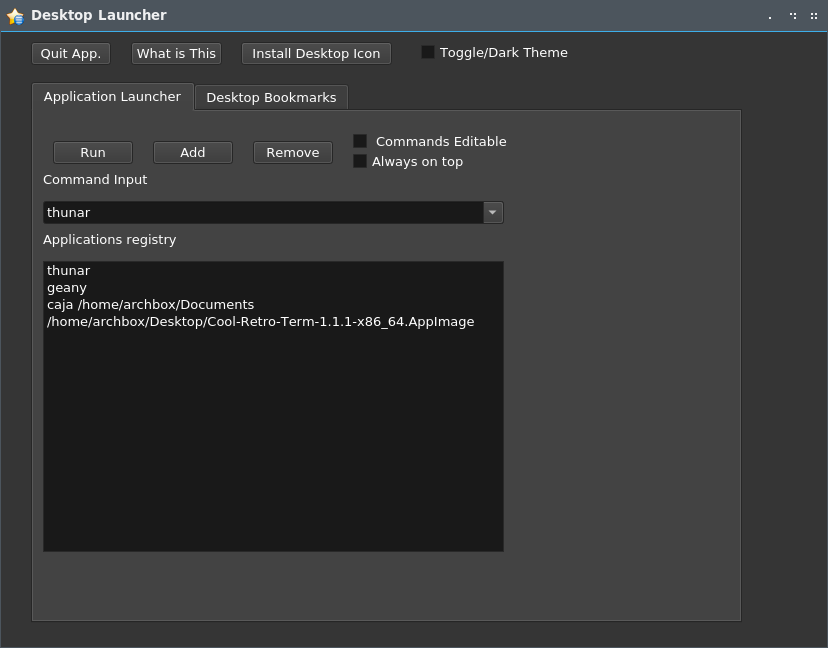 Desktop Launcher
Quit App. What is This Install Desktop Icon Toggle/Dark Theme
Application Launcher Desktop Bookmarks
Run Add Remove Commands Editable
Always on top
Command Input
thunar
Applications registry
thunar
geany
caja /home/archbox/Documents
/home/archbox/Desktop/Cool-Retro-Term-1.1.1-x86_64.AppImage